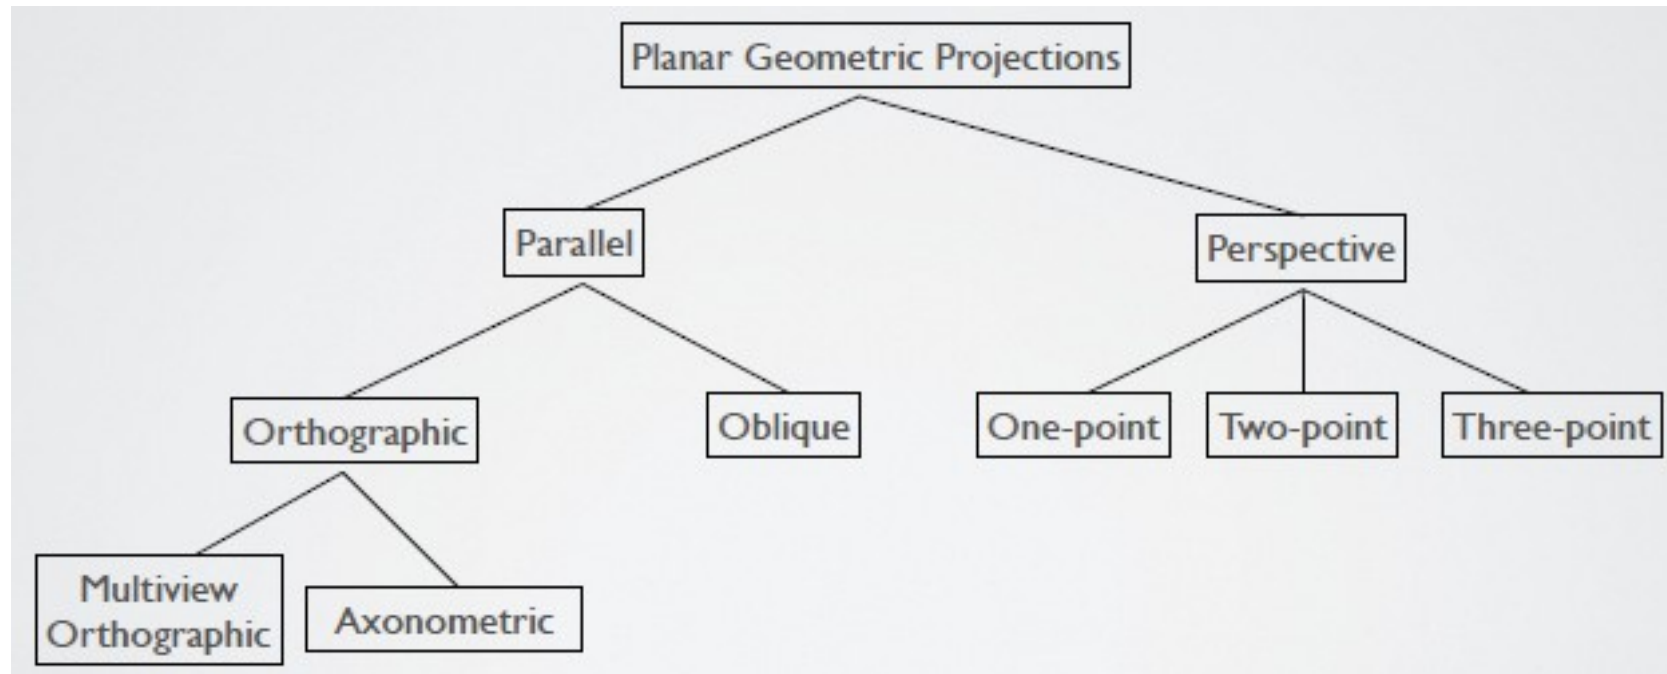 Planar Geometric Projections
Parallel
Perspective
Orthographic
Oblique
One-point
Two-point
Three-point
Multiview
Orthographic
Axonometric